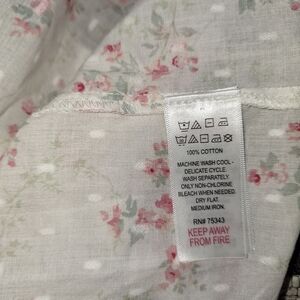 100% COTTON
MACHINE WASH COOL -
DELICATE CYCLE.
WASH SEPARATELY.
ONLY NON-CHLORINE
BLEACH WHEN NEEDED.
DRY FLAT.
MEDIUM IRON.
RN# 75343
KEEP AWAY
FROM FIRE